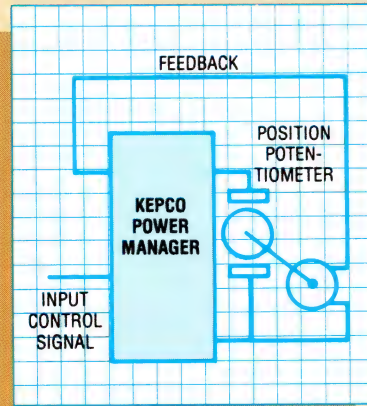 FEEDBACK
POSITION
POTEN-
TIOMETER
KEPCO
POWER
MANAGER
INPUT
CONTROL
SIGNAL